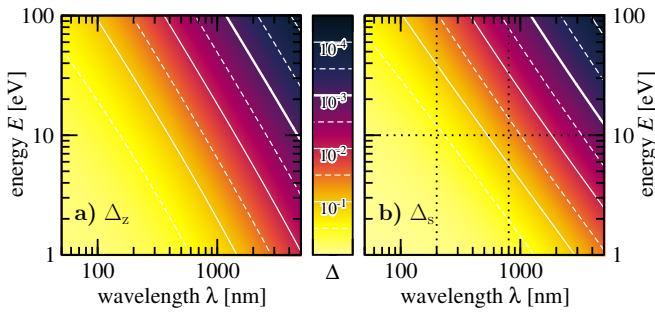 100
10
1
energy E [eV]
a) Δz
100
1000
wavelength λ [nm]
10⁻⁴
10⁻³
10⁻²
10⁻¹
Δ
b) Δs
100
1000
wavelength λ [nm]
100
10
1
energy E [eV]